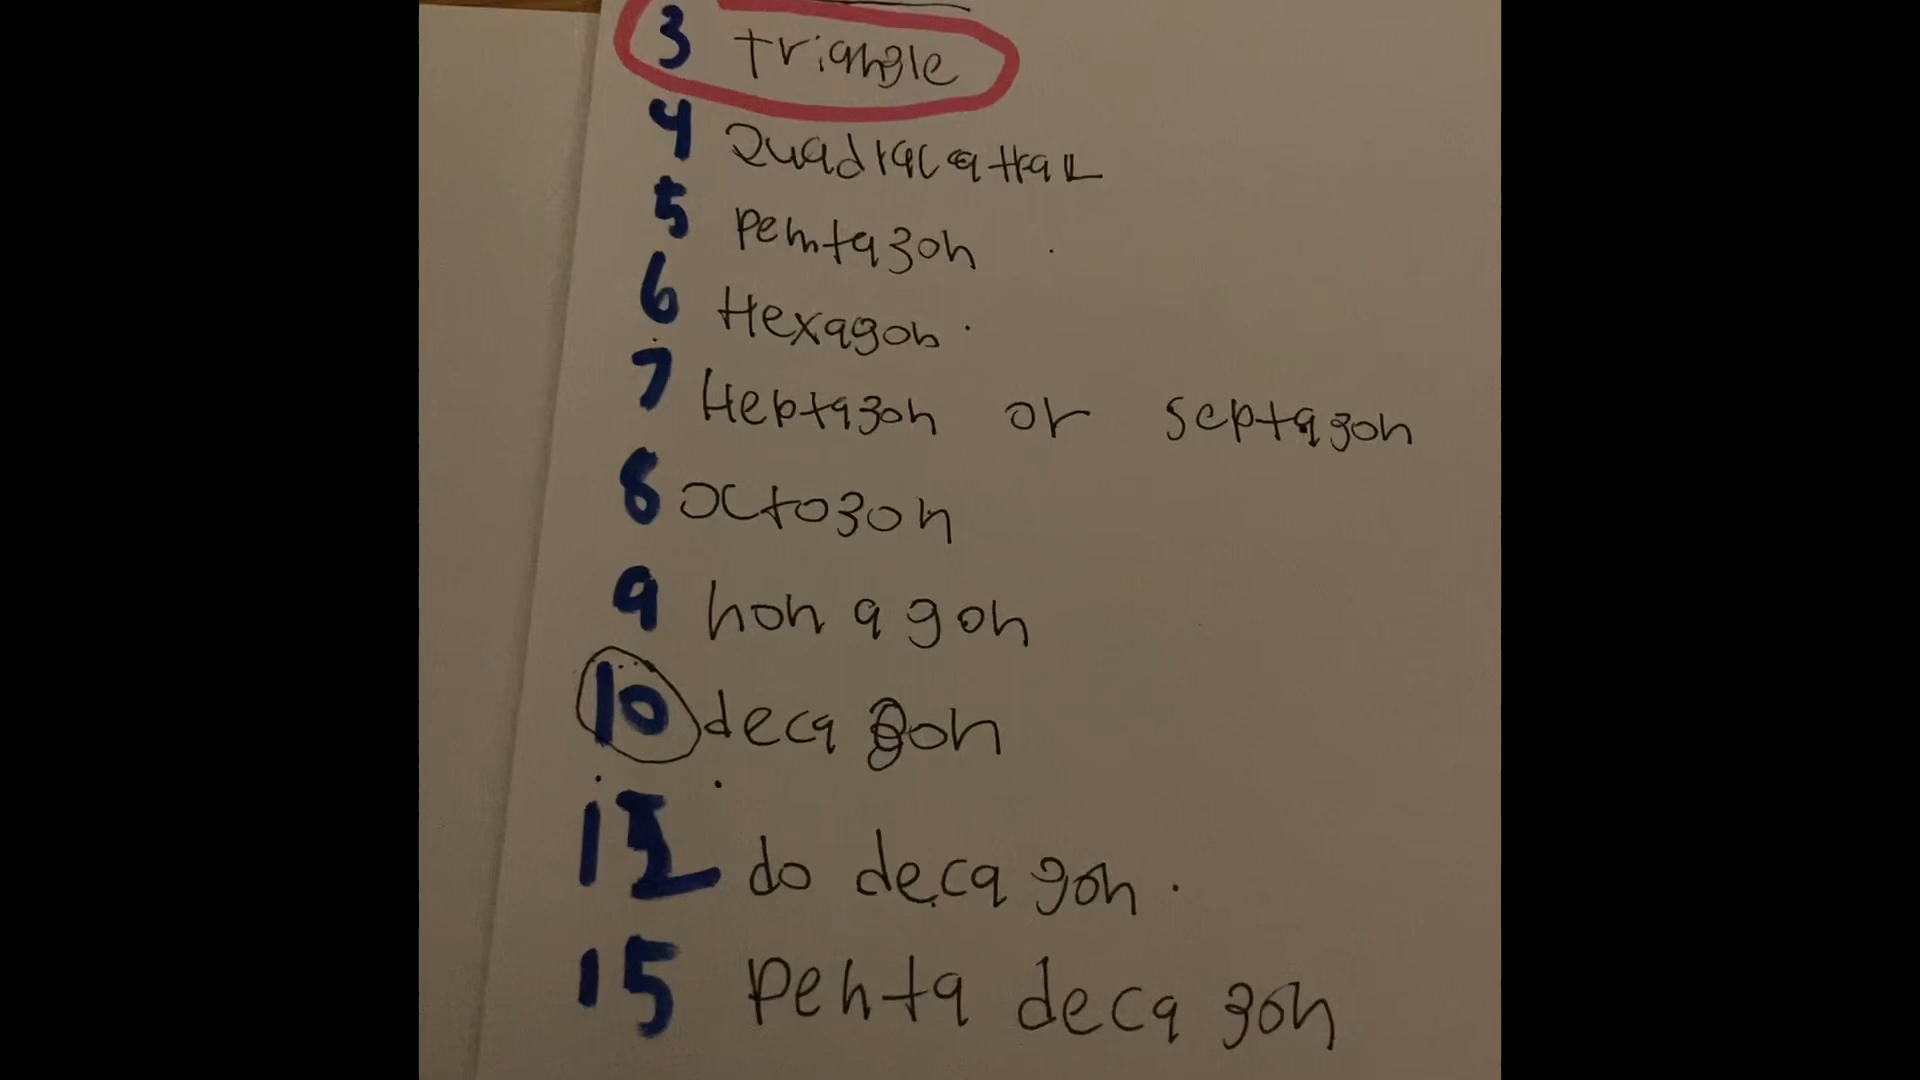 3 triangle
4 Quadracatral
5 Pentagon
6 Hexagon
7 Heptagon or septagon
8 octogon
9 nonagon
10 decagon
12 do decagon
15 Penta decagon